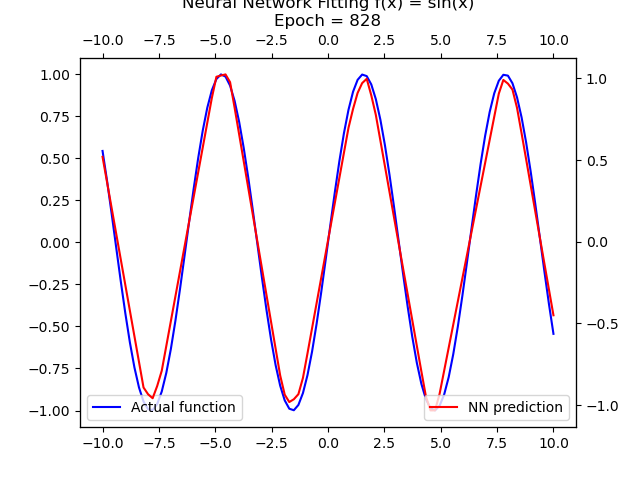 Neural Network Fitting f(x) = sin(x)
Epoch = 828
−10.0 −7.5 −5.0 −2.5 0.0 2.5 5.0 7.5 10.0
1.00
0.75
0.50
0.25
0.00
−0.25
−0.50
−0.75
−1.00
1.0
0.5
0.0
−0.5
−1.0
Actual function
NN prediction
−10.0 −7.5 −5.0 −2.5 0.0 2.5 5.0 7.5 10.0